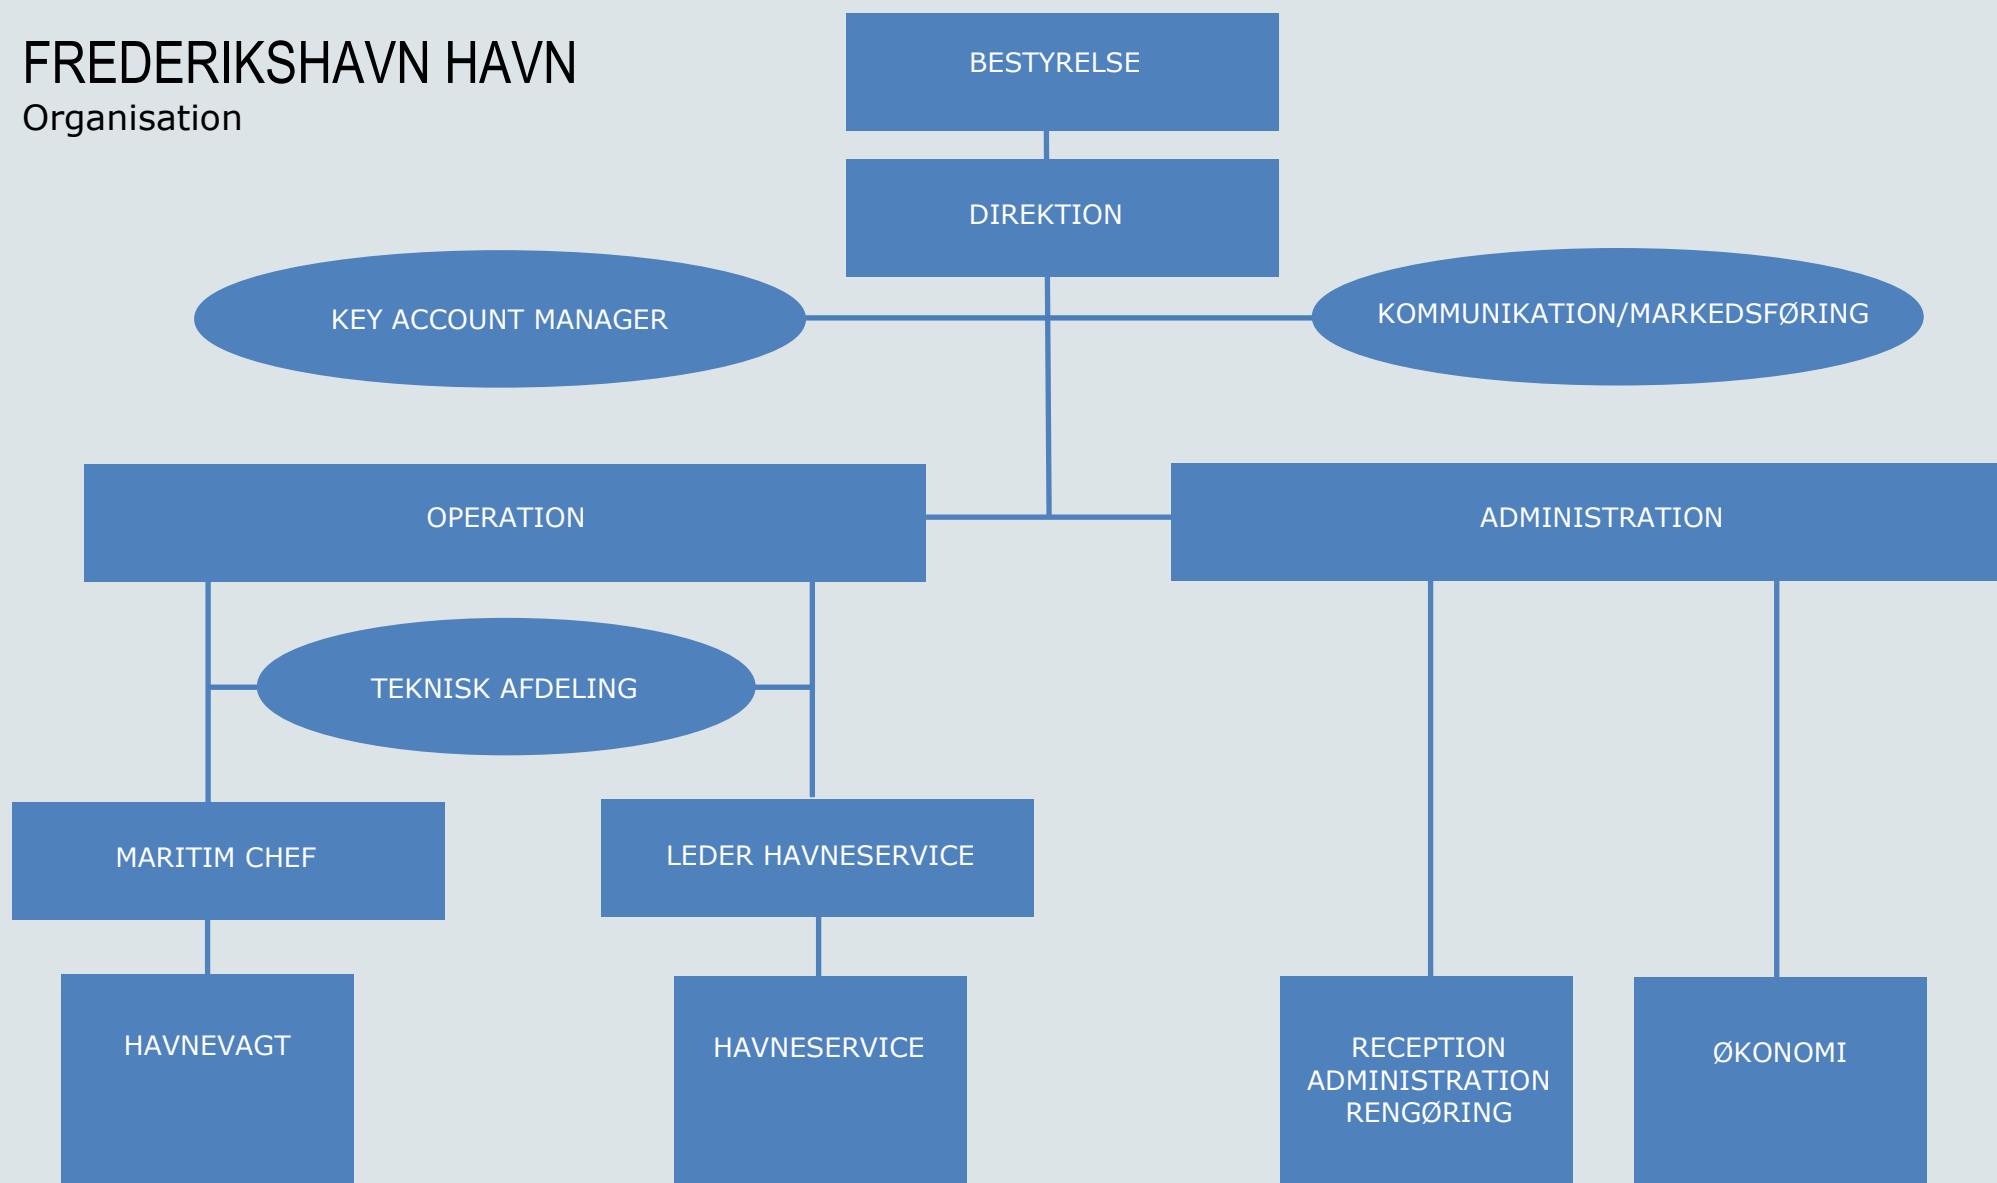 FREDERIKSHAVN HAVN
Organisation
BESTYRELSE
DIREKTION
KEY ACCOUNT MANAGER
KOMMUNIKATION/MARKEDSFØRING
OPERATION
ADMINISTRATION
TEKNISK AFDELING
MARITIM CHEF
LEDER HAVNESERVICE
HAVNEVAGT
HAVNESERVICE
RECEPTION
ADMINISTRATION
RENGØRING
ØKONOMI